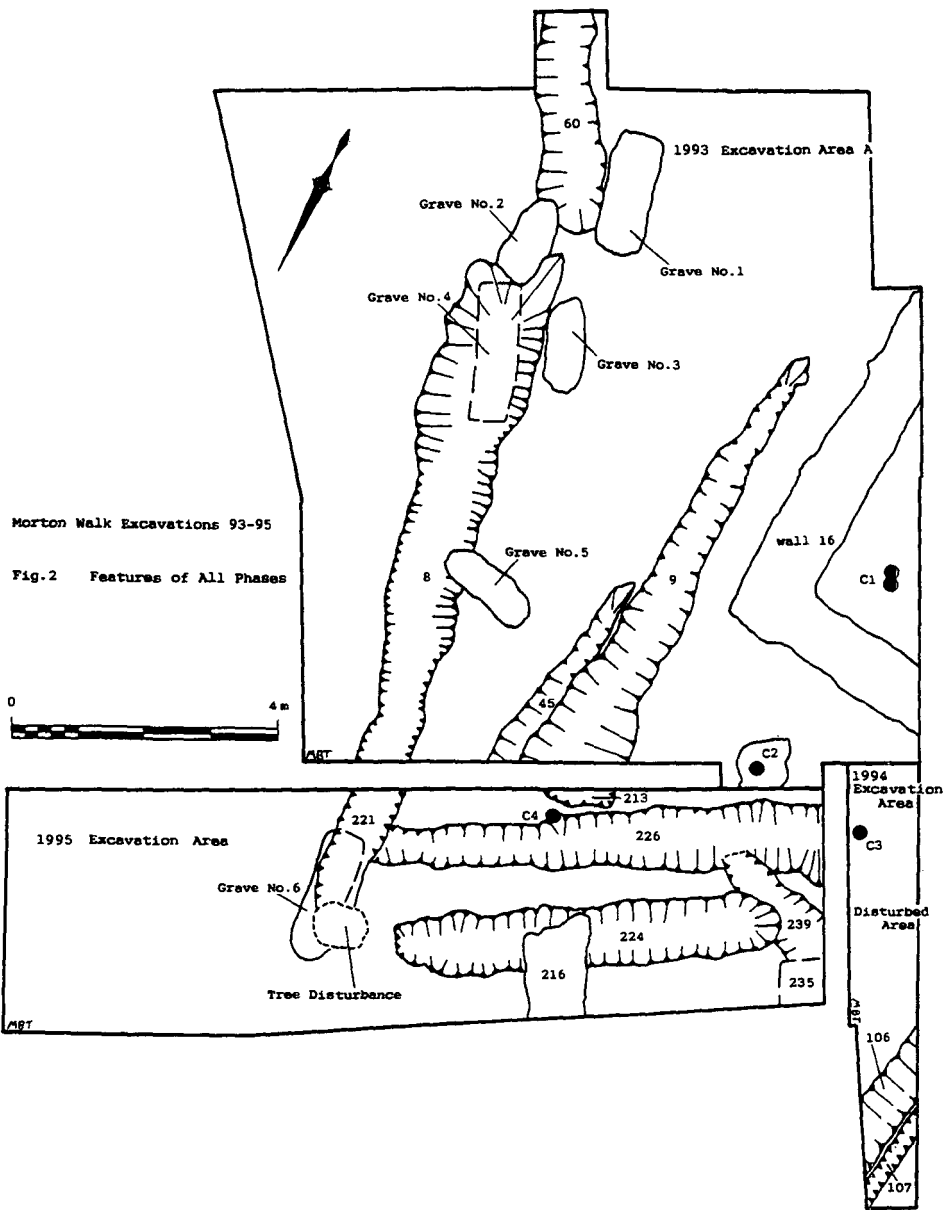 60
1993 Excavation Area A
Grave No.2
Grave No.1
Grave No.4
Grave No.3
Morton Walk Excavations 93-95
Fig.2 Features of All Phases
wall 16
C1
9
8
Grave No.5
45
0 4 m
MBT
C2
1994
Excavation
Area
213
C4
221
226
C3
1995 Excavation Area
Grave No.6
Disturbed
Area
239
224
216
235
Tree Disturbance
MBT
MBT
106
107